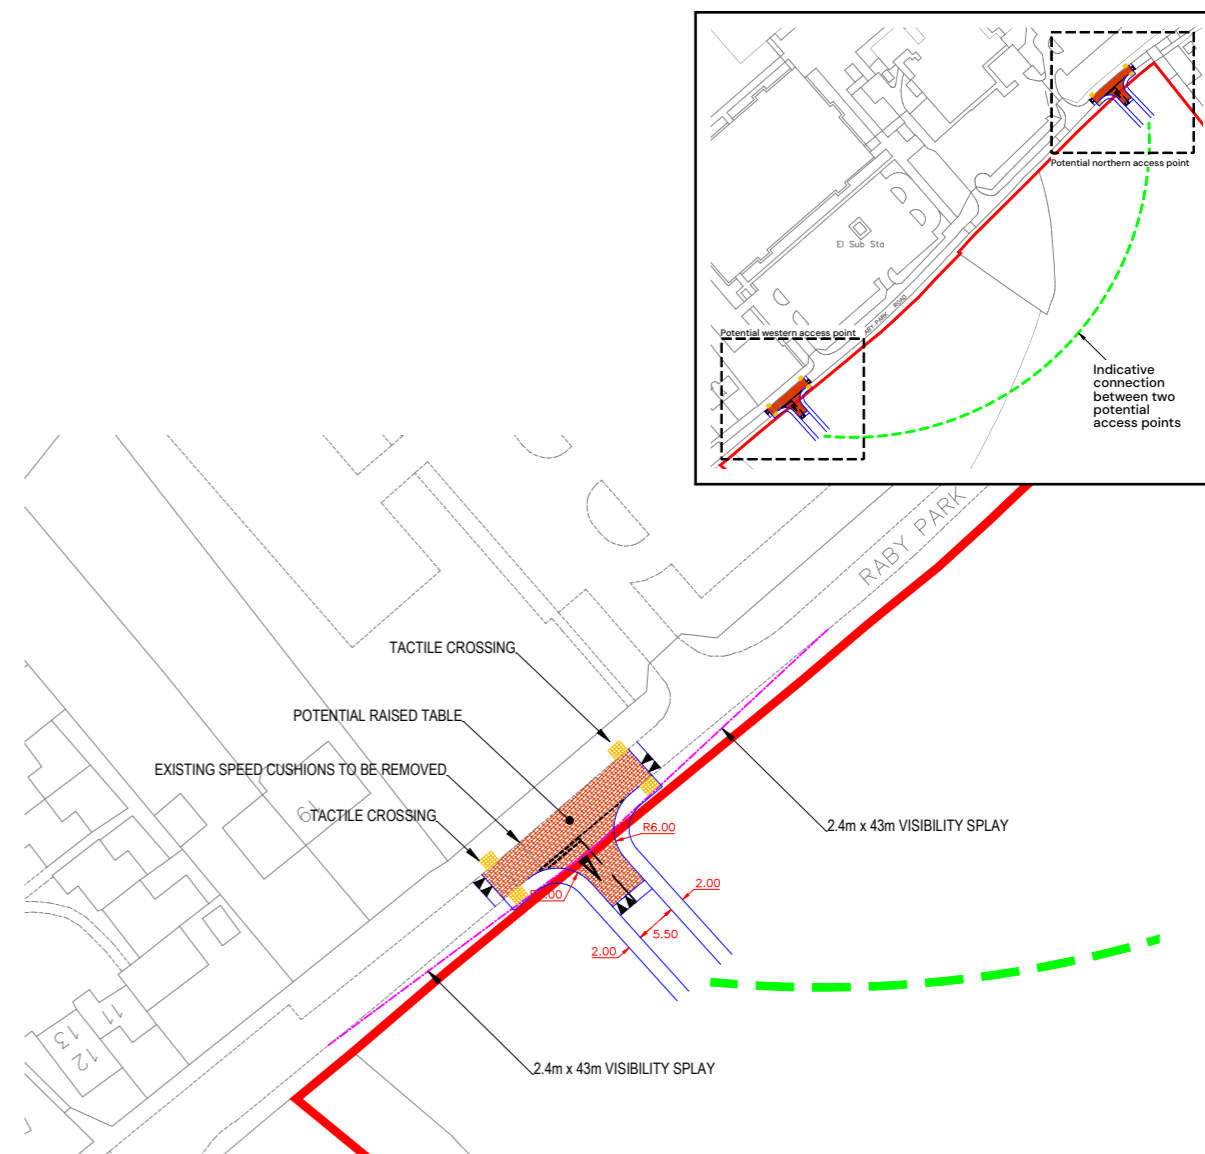 Potential northern access point
El Sub Sta
PARK ROAD
Potential western access point
Indicative
connection
between two
potential
access points
RABY PARK
TACTILE CROSSING
POTENTIAL RAISED TABLE
EXISTING SPEED CUSHIONS TO BE REMOVED
TACTILE CROSSING
R6.00
2.4m x 43m VISIBILITY SPLAY
2.00
5.50
2.00
11
12
13
2.4m x 43m VISIBILITY SPLAY